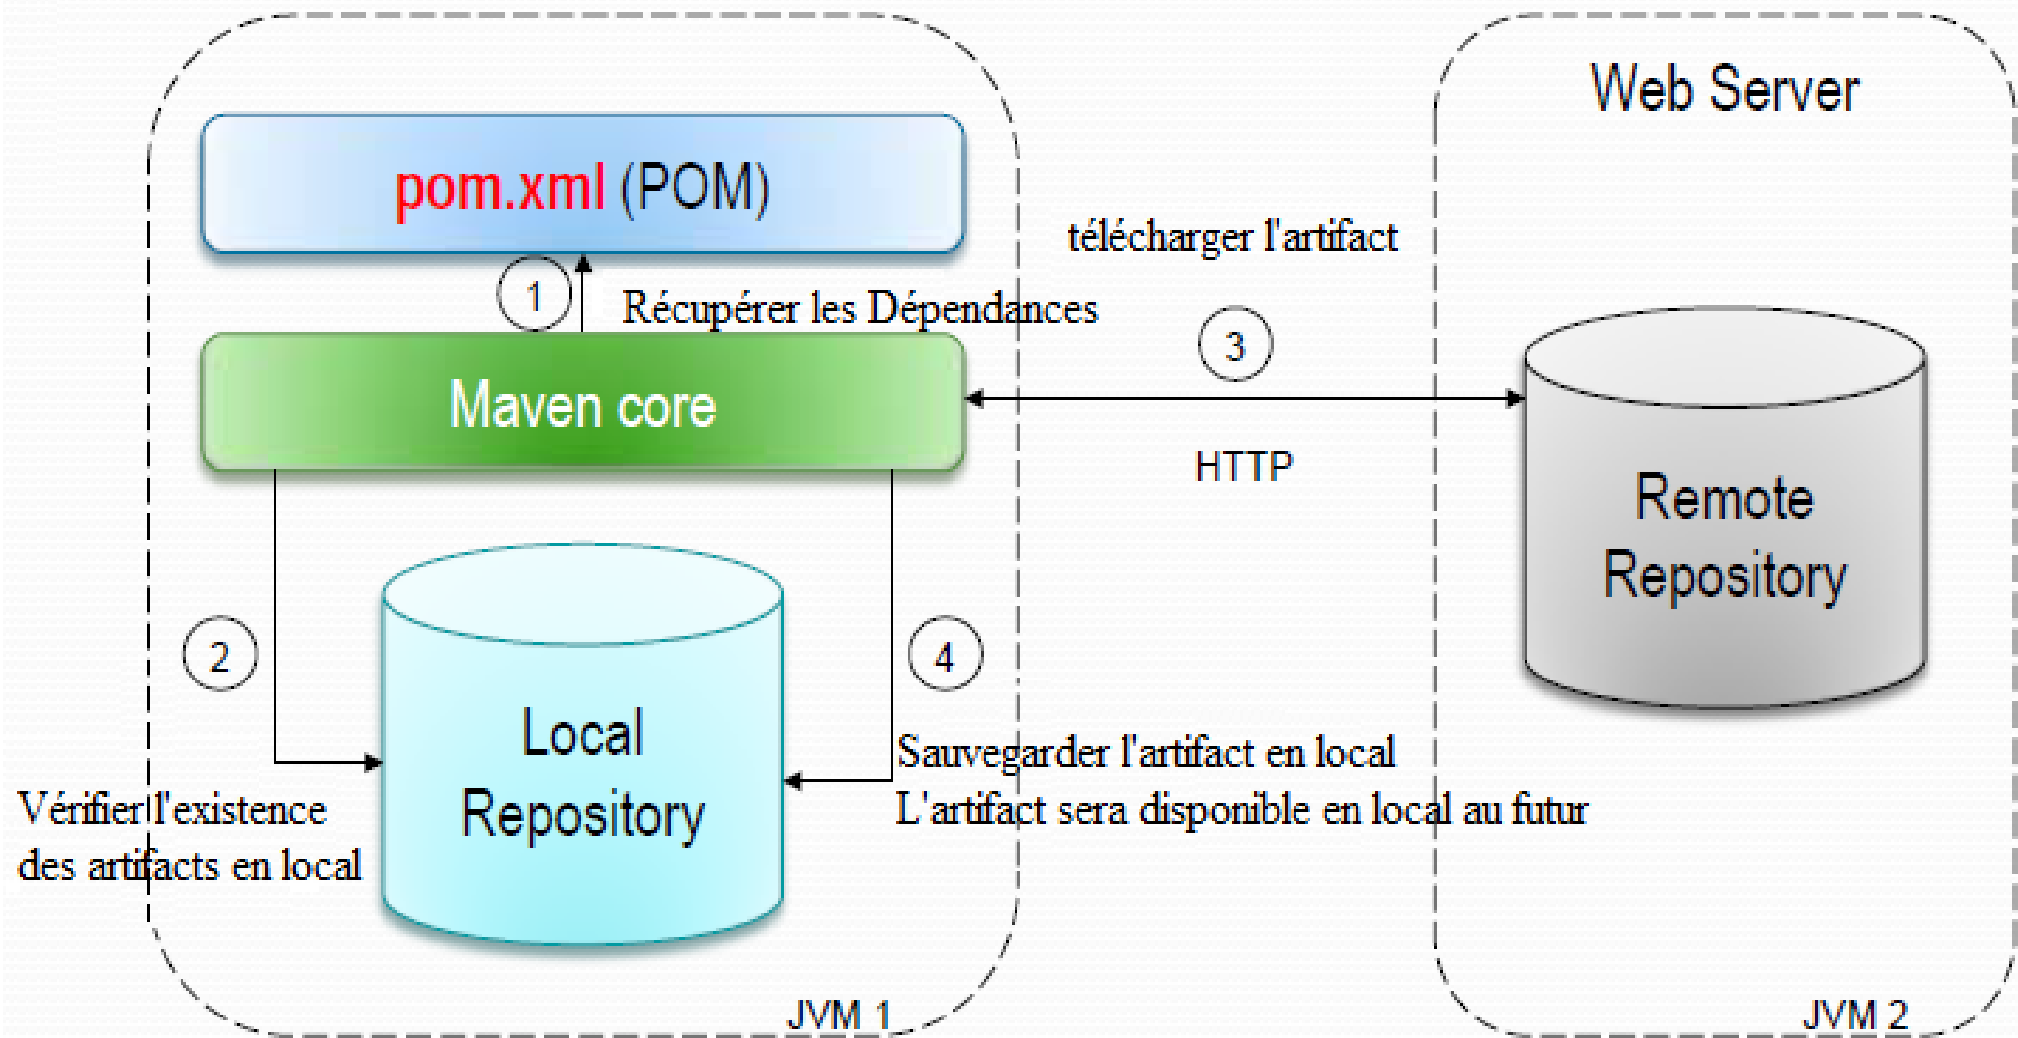 Web Server
pom.xml (POM)
télécharger l'artifact
1
Récupérer les Dépendances
3
Maven core
HTTP
Remote
Repository
2
4
Local
Repository
Sauvegarder l'artifact en local
L'artifact sera disponible en local au futur
Vérifier l'existence
des artifacts en local
JVM 1
JVM 2